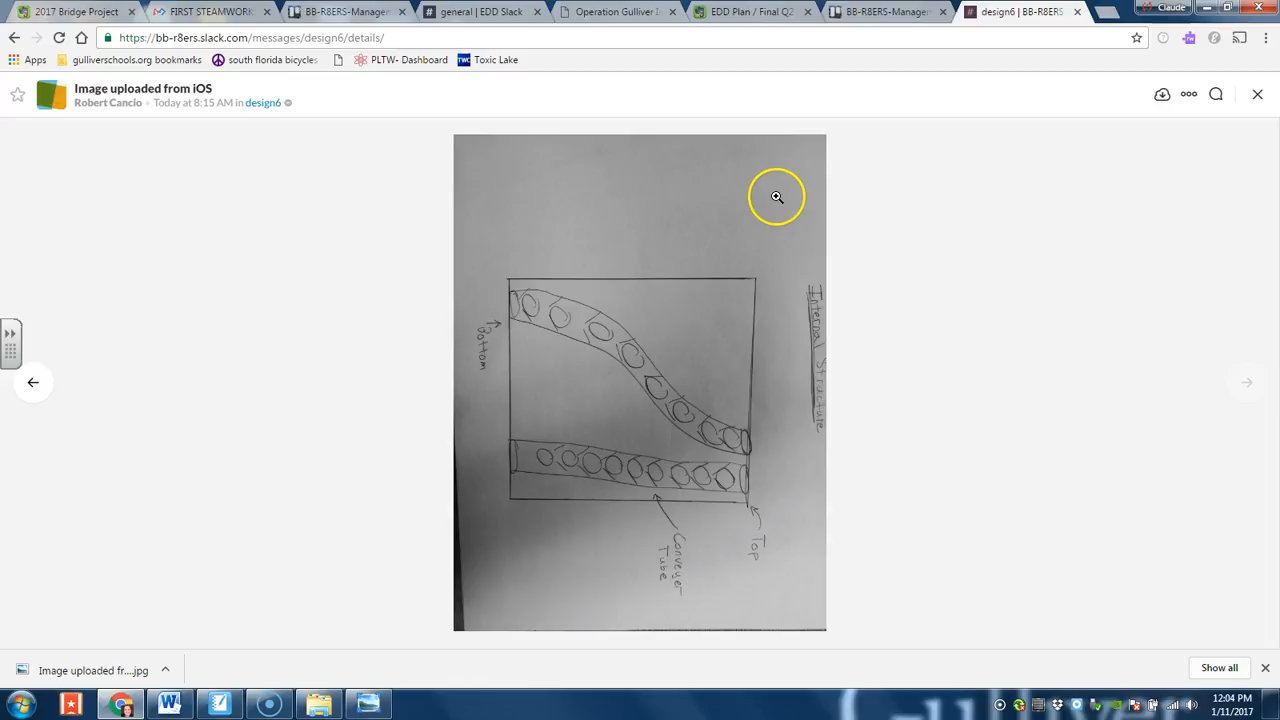 2017 Bridge Project
FIRST STEAMWORK
BB-R8ERS-Managem
general | EDD Slack
Operation Gulliver In
EDD Plan / Final Q2
BB-R8ERS-Managem
design6 | BB-R8ERS
Claude
https://bb-r8ers.slack.com/messages/design6/details/
Apps
gulliverschools.org bookmarks
south florida bicycles
PLTW- Dashboard
TWC
Toxic Lake
Image uploaded from iOS
Robert Cancio
Today at 8:15 AM in design6
Internal Structure
Bottom
Top
Conveyer
Tube
Image uploaded fr....jpg
Show all
12:04 PM
1/11/2017